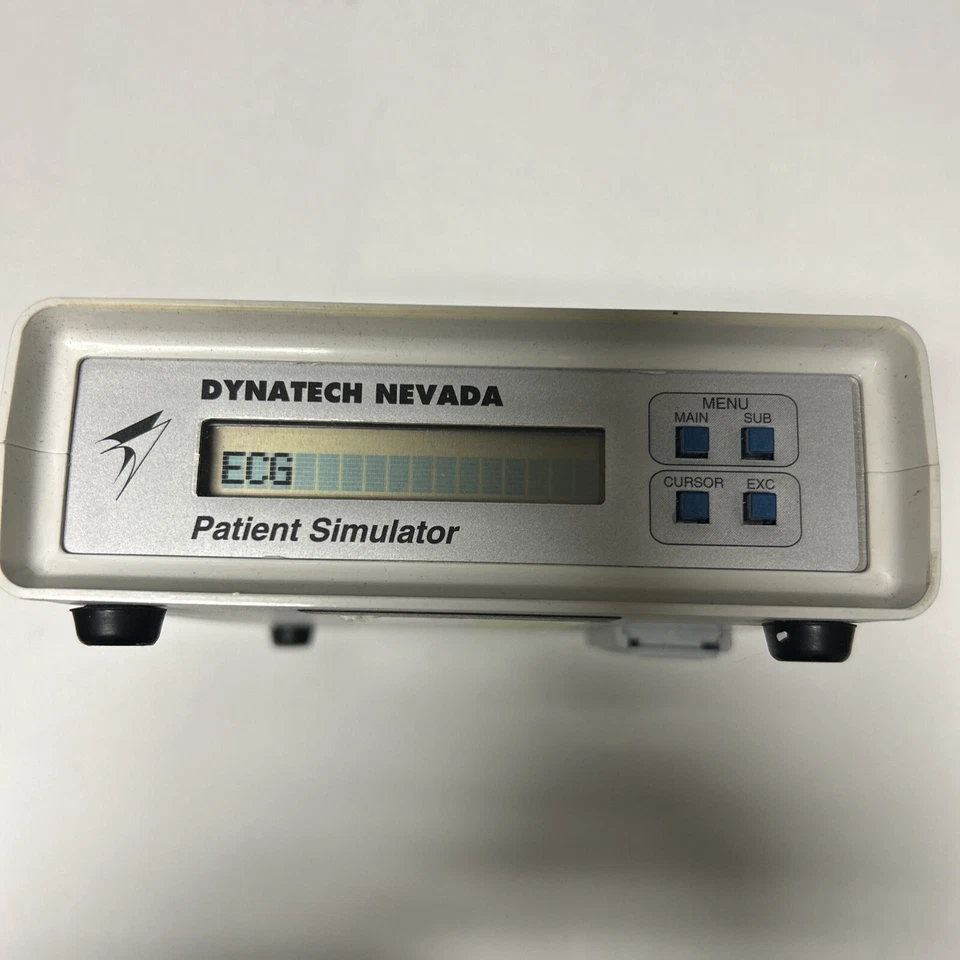 DYNATECH NEVADA
ECG
Patient Simulator
MENU
MAIN SUB
CURSOR EXC